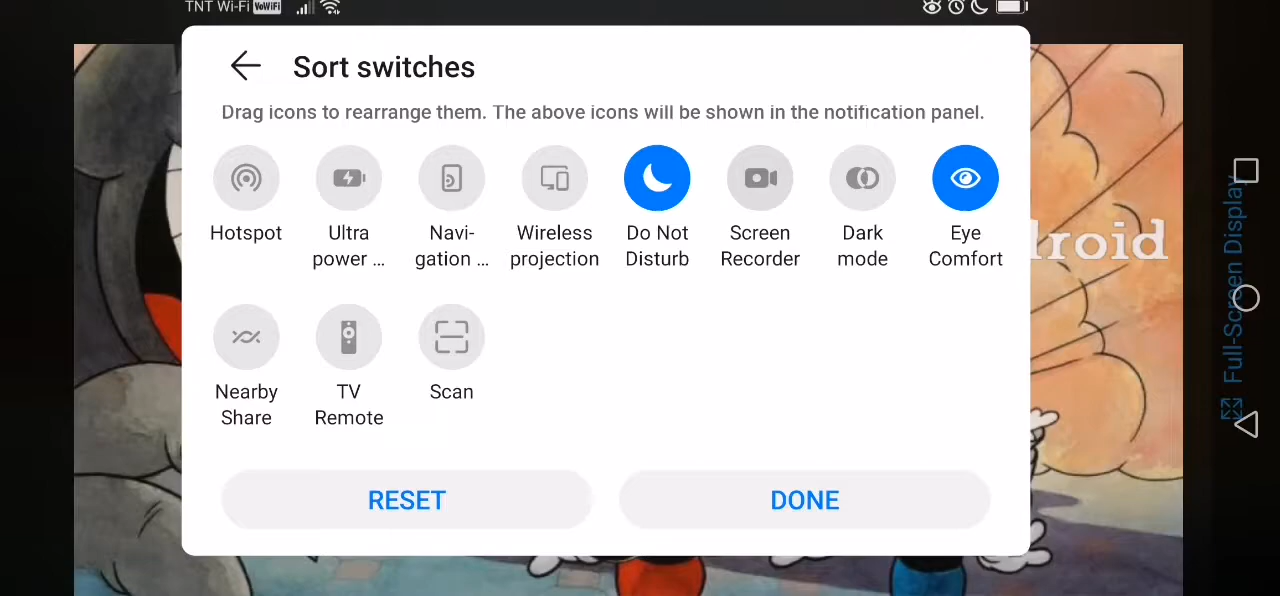 TNT Wi-Fi VoWiFi
Sort switches
Drag icons to rearrange them. The above icons will be shown in the notification panel.
Hotspot
Ultra
power ...
Navi-
gation ...
Wireless
projection
Do Not
Disturb
Screen
Recorder
Dark
mode
Eye
Comfort
Nearby
Share
TV
Remote
Scan
RESET
DONE
roid
Full-Screen Display